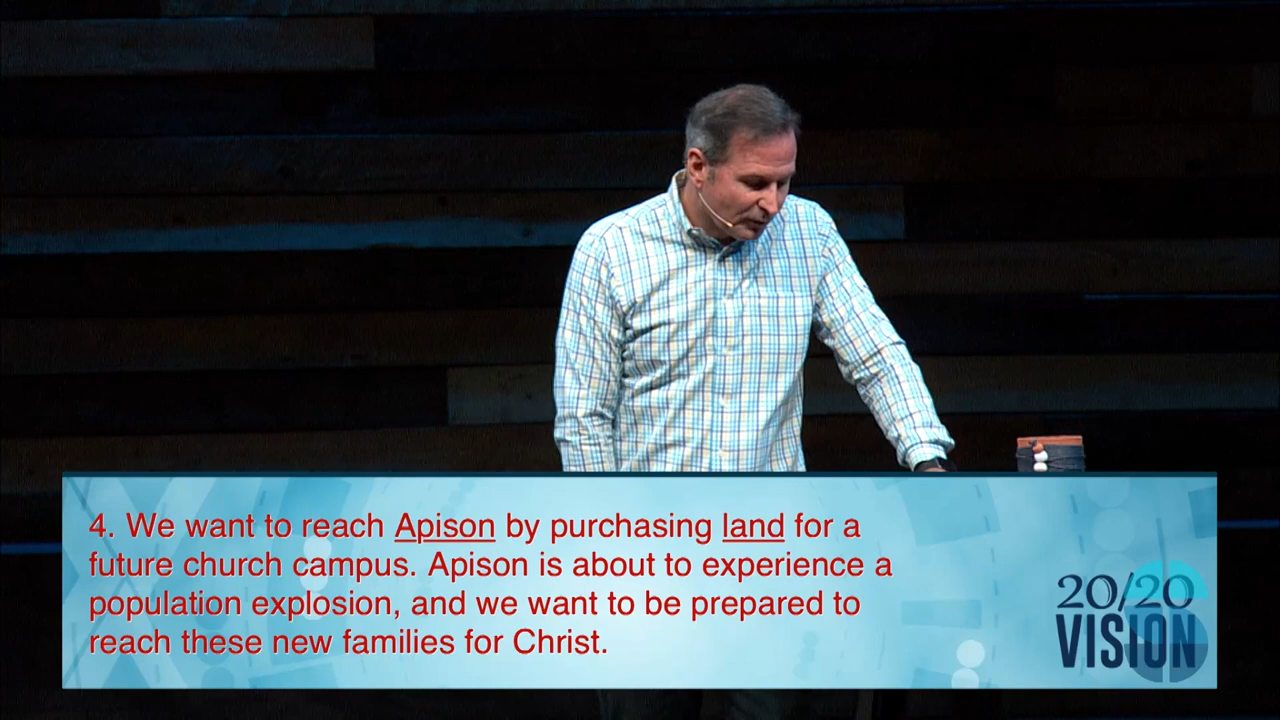 4. We want to reach Apison by purchasing land for a
future church campus. Apison is about to experience a
population explosion, and we want to be prepared to
reach these new families for Christ.
20/20
VISION